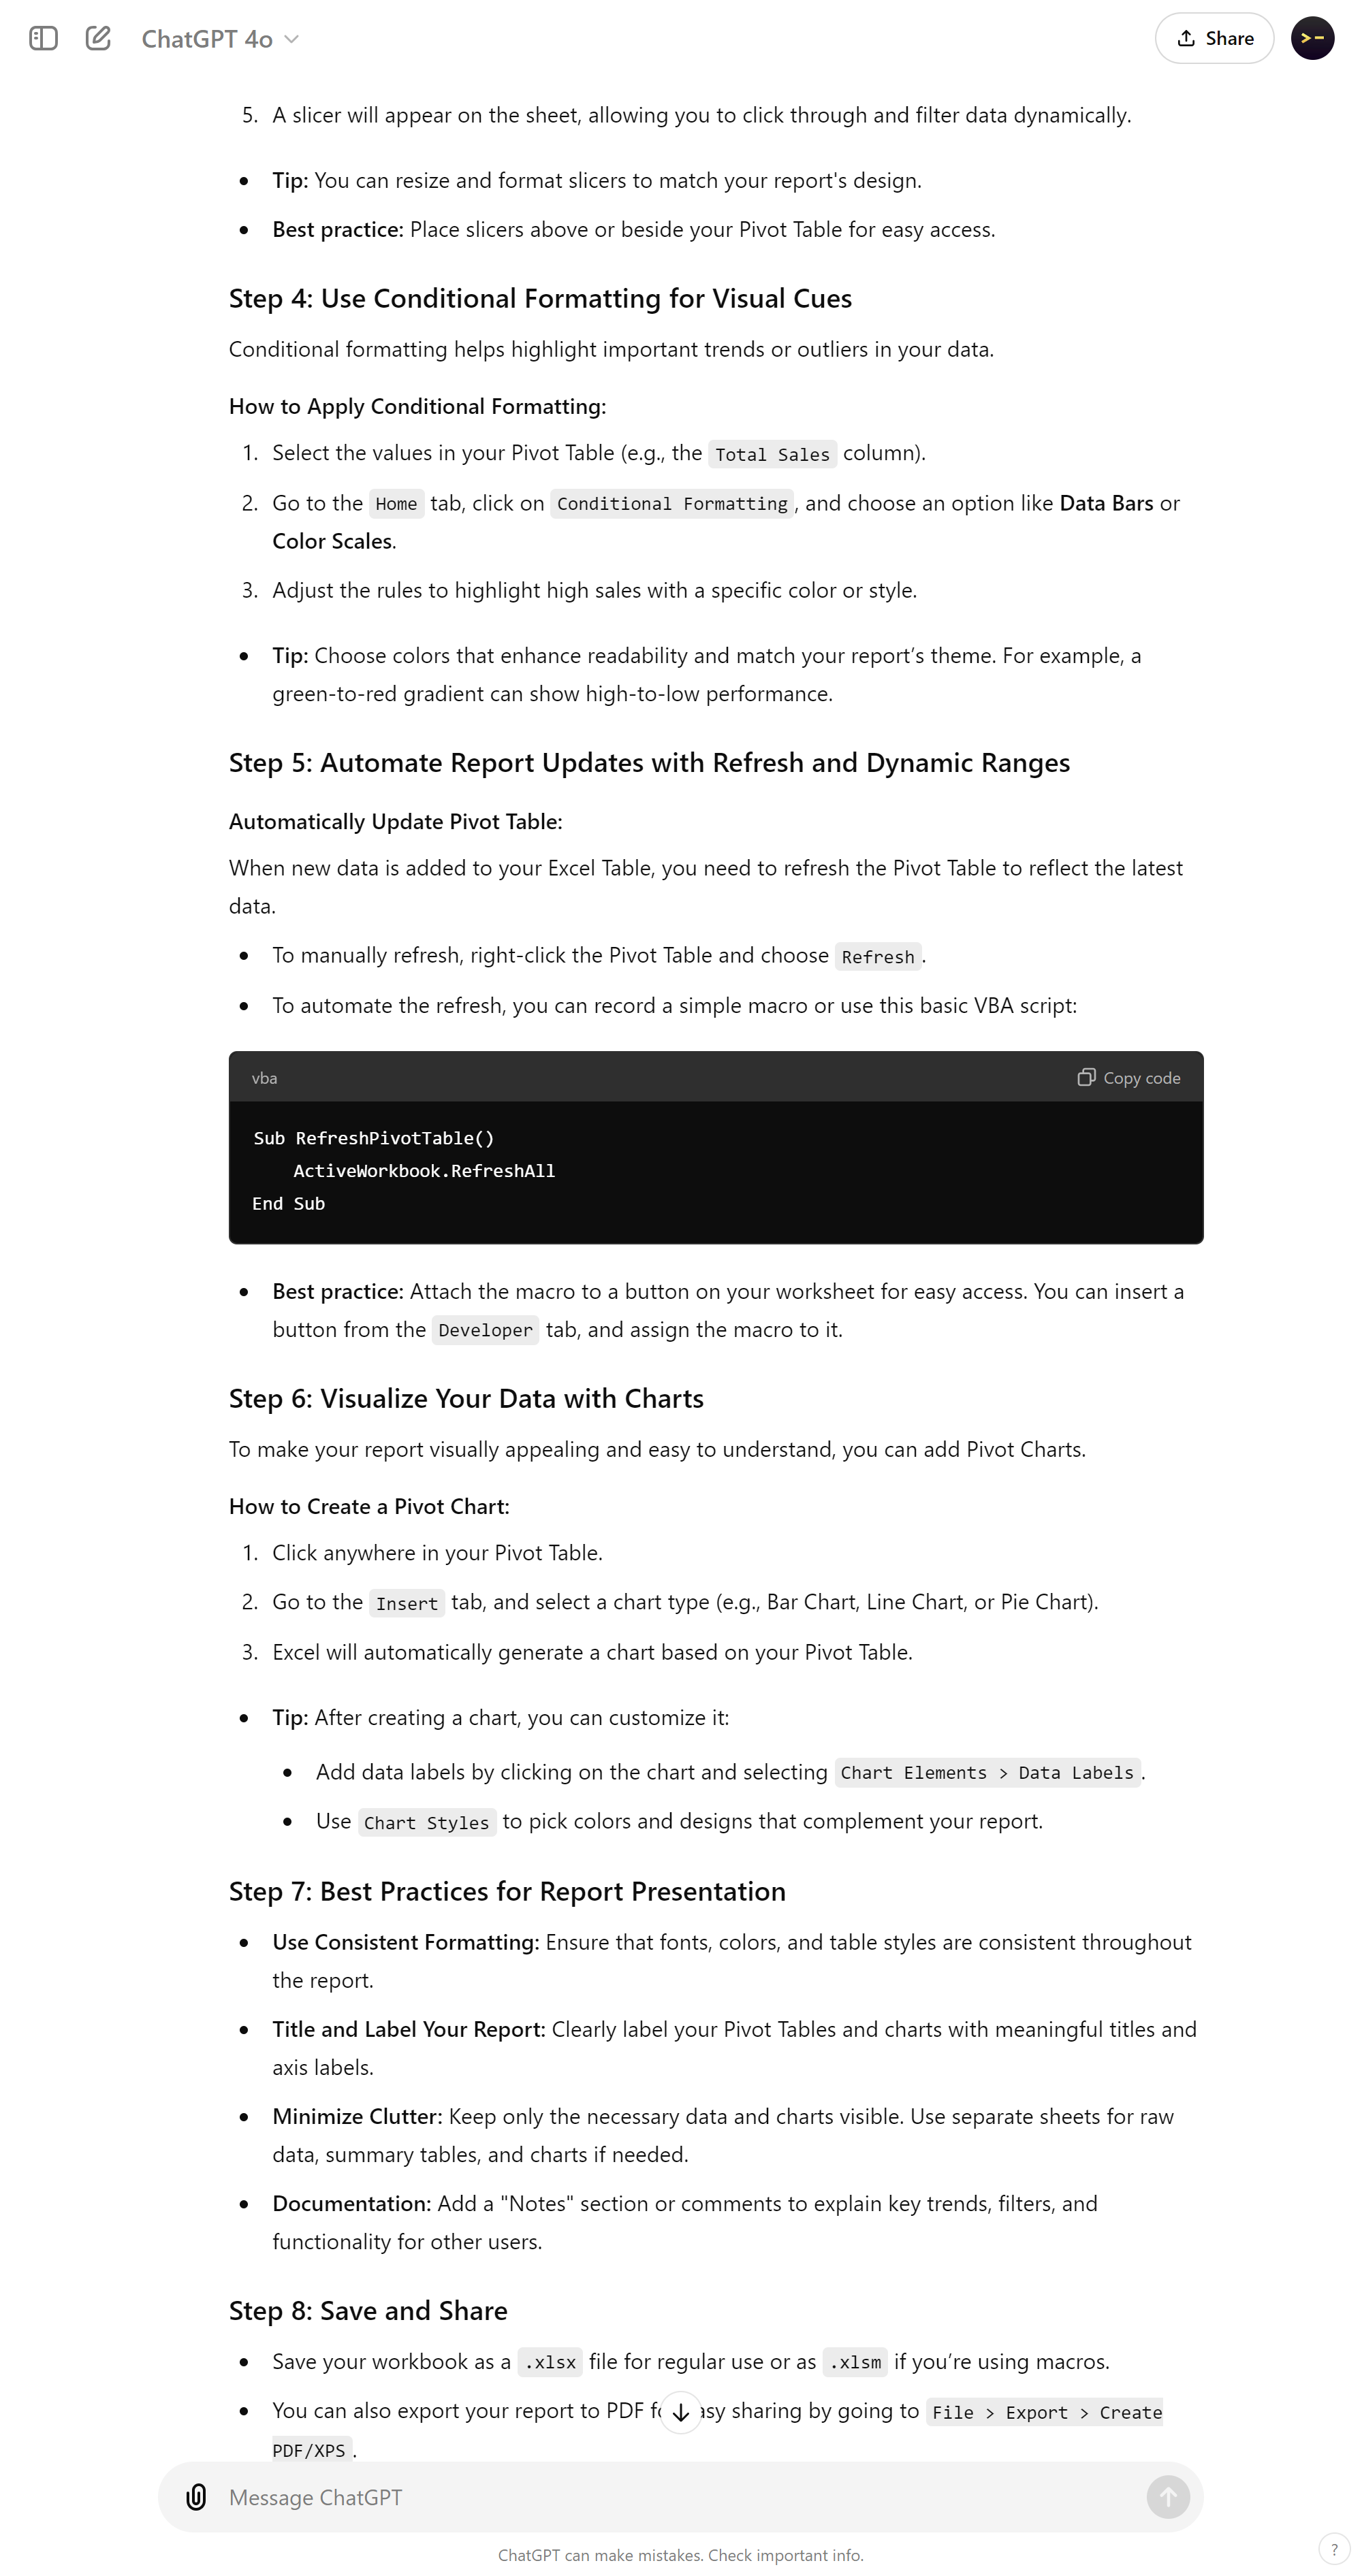 ChatGPT 4o
Share
5. A slicer will appear on the sheet, allowing you to click through and filter data dynamically.
• Tip: You can resize and format slicers to match your report's design.
• Best practice: Place slicers above or beside your Pivot Table for easy access.
Step 4: Use Conditional Formatting for Visual Cues
Conditional formatting helps highlight important trends or outliers in your data.
How to Apply Conditional Formatting:
1. Select the values in your Pivot Table (e.g., the Total Sales column).
2. Go to the Home tab, click on Conditional Formatting, and choose an option like Data Bars or
Color Scales.
3. Adjust the rules to highlight high sales with a specific color or style.
• Tip: Choose colors that enhance readability and match your report’s theme. For example, a
green-to-red gradient can show high-to-low performance.
Step 5: Automate Report Updates with Refresh and Dynamic Ranges
Automatically Update Pivot Table:
When new data is added to your Excel Table, you need to refresh the Pivot Table to reflect the latest
data.
• To manually refresh, right-click the Pivot Table and choose Refresh.
• To automate the refresh, you can record a simple macro or use this basic VBA script:
vba
Copy code
Sub RefreshPivotTable()
ActiveWorkbook.RefreshAll
End Sub
• Best practice: Attach the macro to a button on your worksheet for easy access. You can insert a
button from the Developer tab, and assign the macro to it.
Step 6: Visualize Your Data with Charts
To make your report visually appealing and easy to understand, you can add Pivot Charts.
How to Create a Pivot Chart:
1. Click anywhere in your Pivot Table.
2. Go to the Insert tab, and select a chart type (e.g., Bar Chart, Line Chart, or Pie Chart).
3. Excel will automatically generate a chart based on your Pivot Table.
• Tip: After creating a chart, you can customize it:
• Add data labels by clicking on the chart and selecting Chart Elements > Data Labels.
• Use Chart Styles to pick colors and designs that complement your report.
Step 7: Best Practices for Report Presentation
• Use Consistent Formatting: Ensure that fonts, colors, and table styles are consistent throughout
the report.
• Title and Label Your Report: Clearly label your Pivot Tables and charts with meaningful titles and
axis labels.
• Minimize Clutter: Keep only the necessary data and charts visible. Use separate sheets for raw
data, summary tables, and charts if needed.
• Documentation: Add a "Notes" section or comments to explain key trends, filters, and
functionality for other users.
Step 8: Save and Share
• Save your workbook as a .xlsx file for regular use or as .xlsm if you’re using macros.
• You can also export your report to PDF sharing by going to File > Export > Create
PDF/XPS.
Message ChatGPT
ChatGPT can make mistakes. Check important info.
?